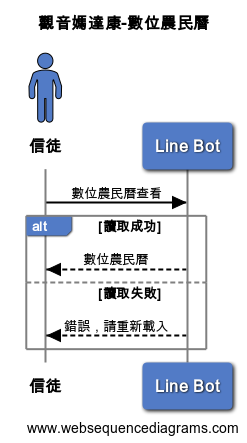 觀音媽達康-數位農民曆
信徒
Line Bot
數位農民曆查看
alt
[讀取成功]
數位農民曆
[讀取失敗]
錯誤，請重新載入
信徒
Line Bot
www.websequencediagrams.com